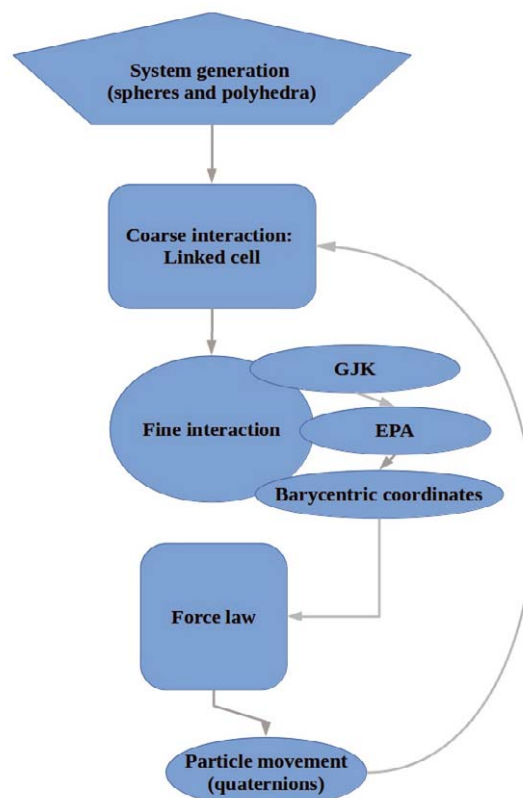 System generation
(spheres and polyhedra)
Coarse interaction:
Linked cell
GJK
Fine interaction
EPA
Barycentric coordinates
Force law
Particle movement
(quaternions)